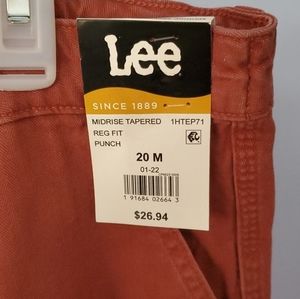 Lee
SINCE 1889
MIDRISE TAPERED 1HTEP71
REG FIT
PUNCH
20 M
01-22
1 91684 02664 3
$26.94